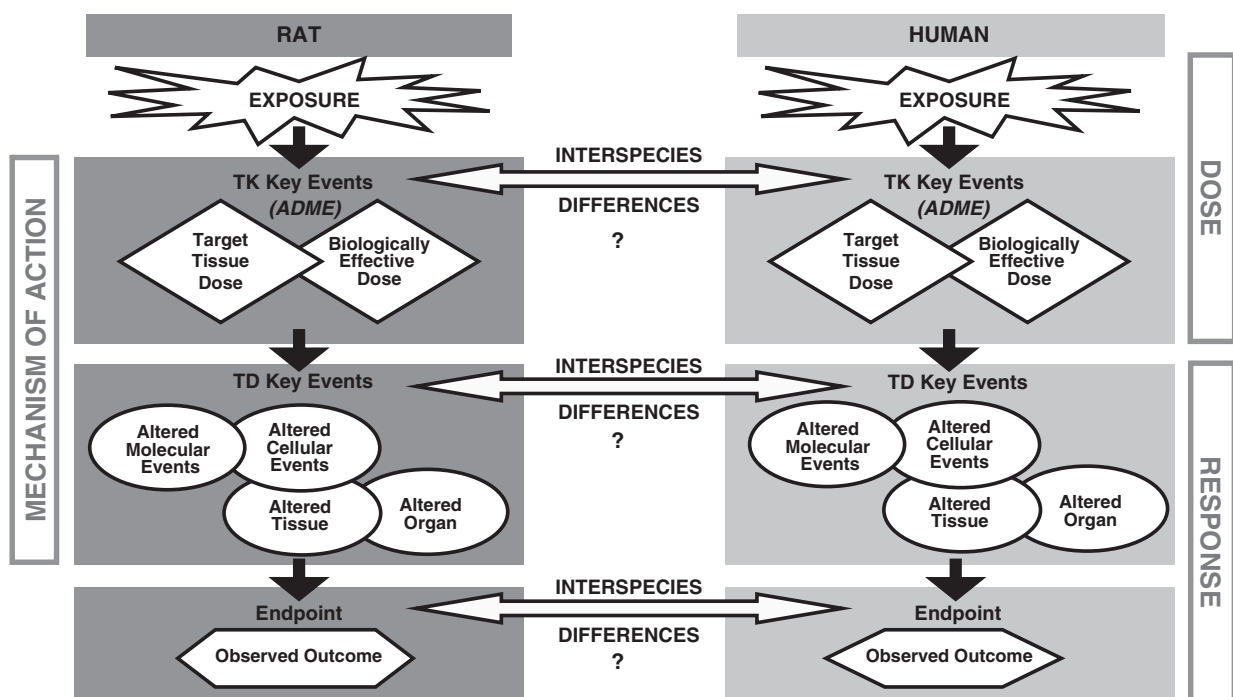 RAT
HUMAN
EXPOSURE
EXPOSURE
MECHANISM OF ACTION
DOSE
RESPONSE
TK Key Events
(ADME)
Target
Tissue
Dose
Biologically
Effective
Dose
INTERSPECIES
DIFFERENCES
?
TK Key Events
(ADME)
Target
Tissue
Dose
Biologically
Effective
Dose
TD Key Events
Altered
Molecular
Events
Altered
Cellular
Events
Altered
Tissue
Altered
Organ
INTERSPECIES
DIFFERENCES
?
TD Key Events
Altered
Molecular
Events
Altered
Cellular
Events
Altered
Tissue
Altered
Organ
Endpoint
Observed Outcome
INTERSPECIES
DIFFERENCES
?
Endpoint
Observed Outcome